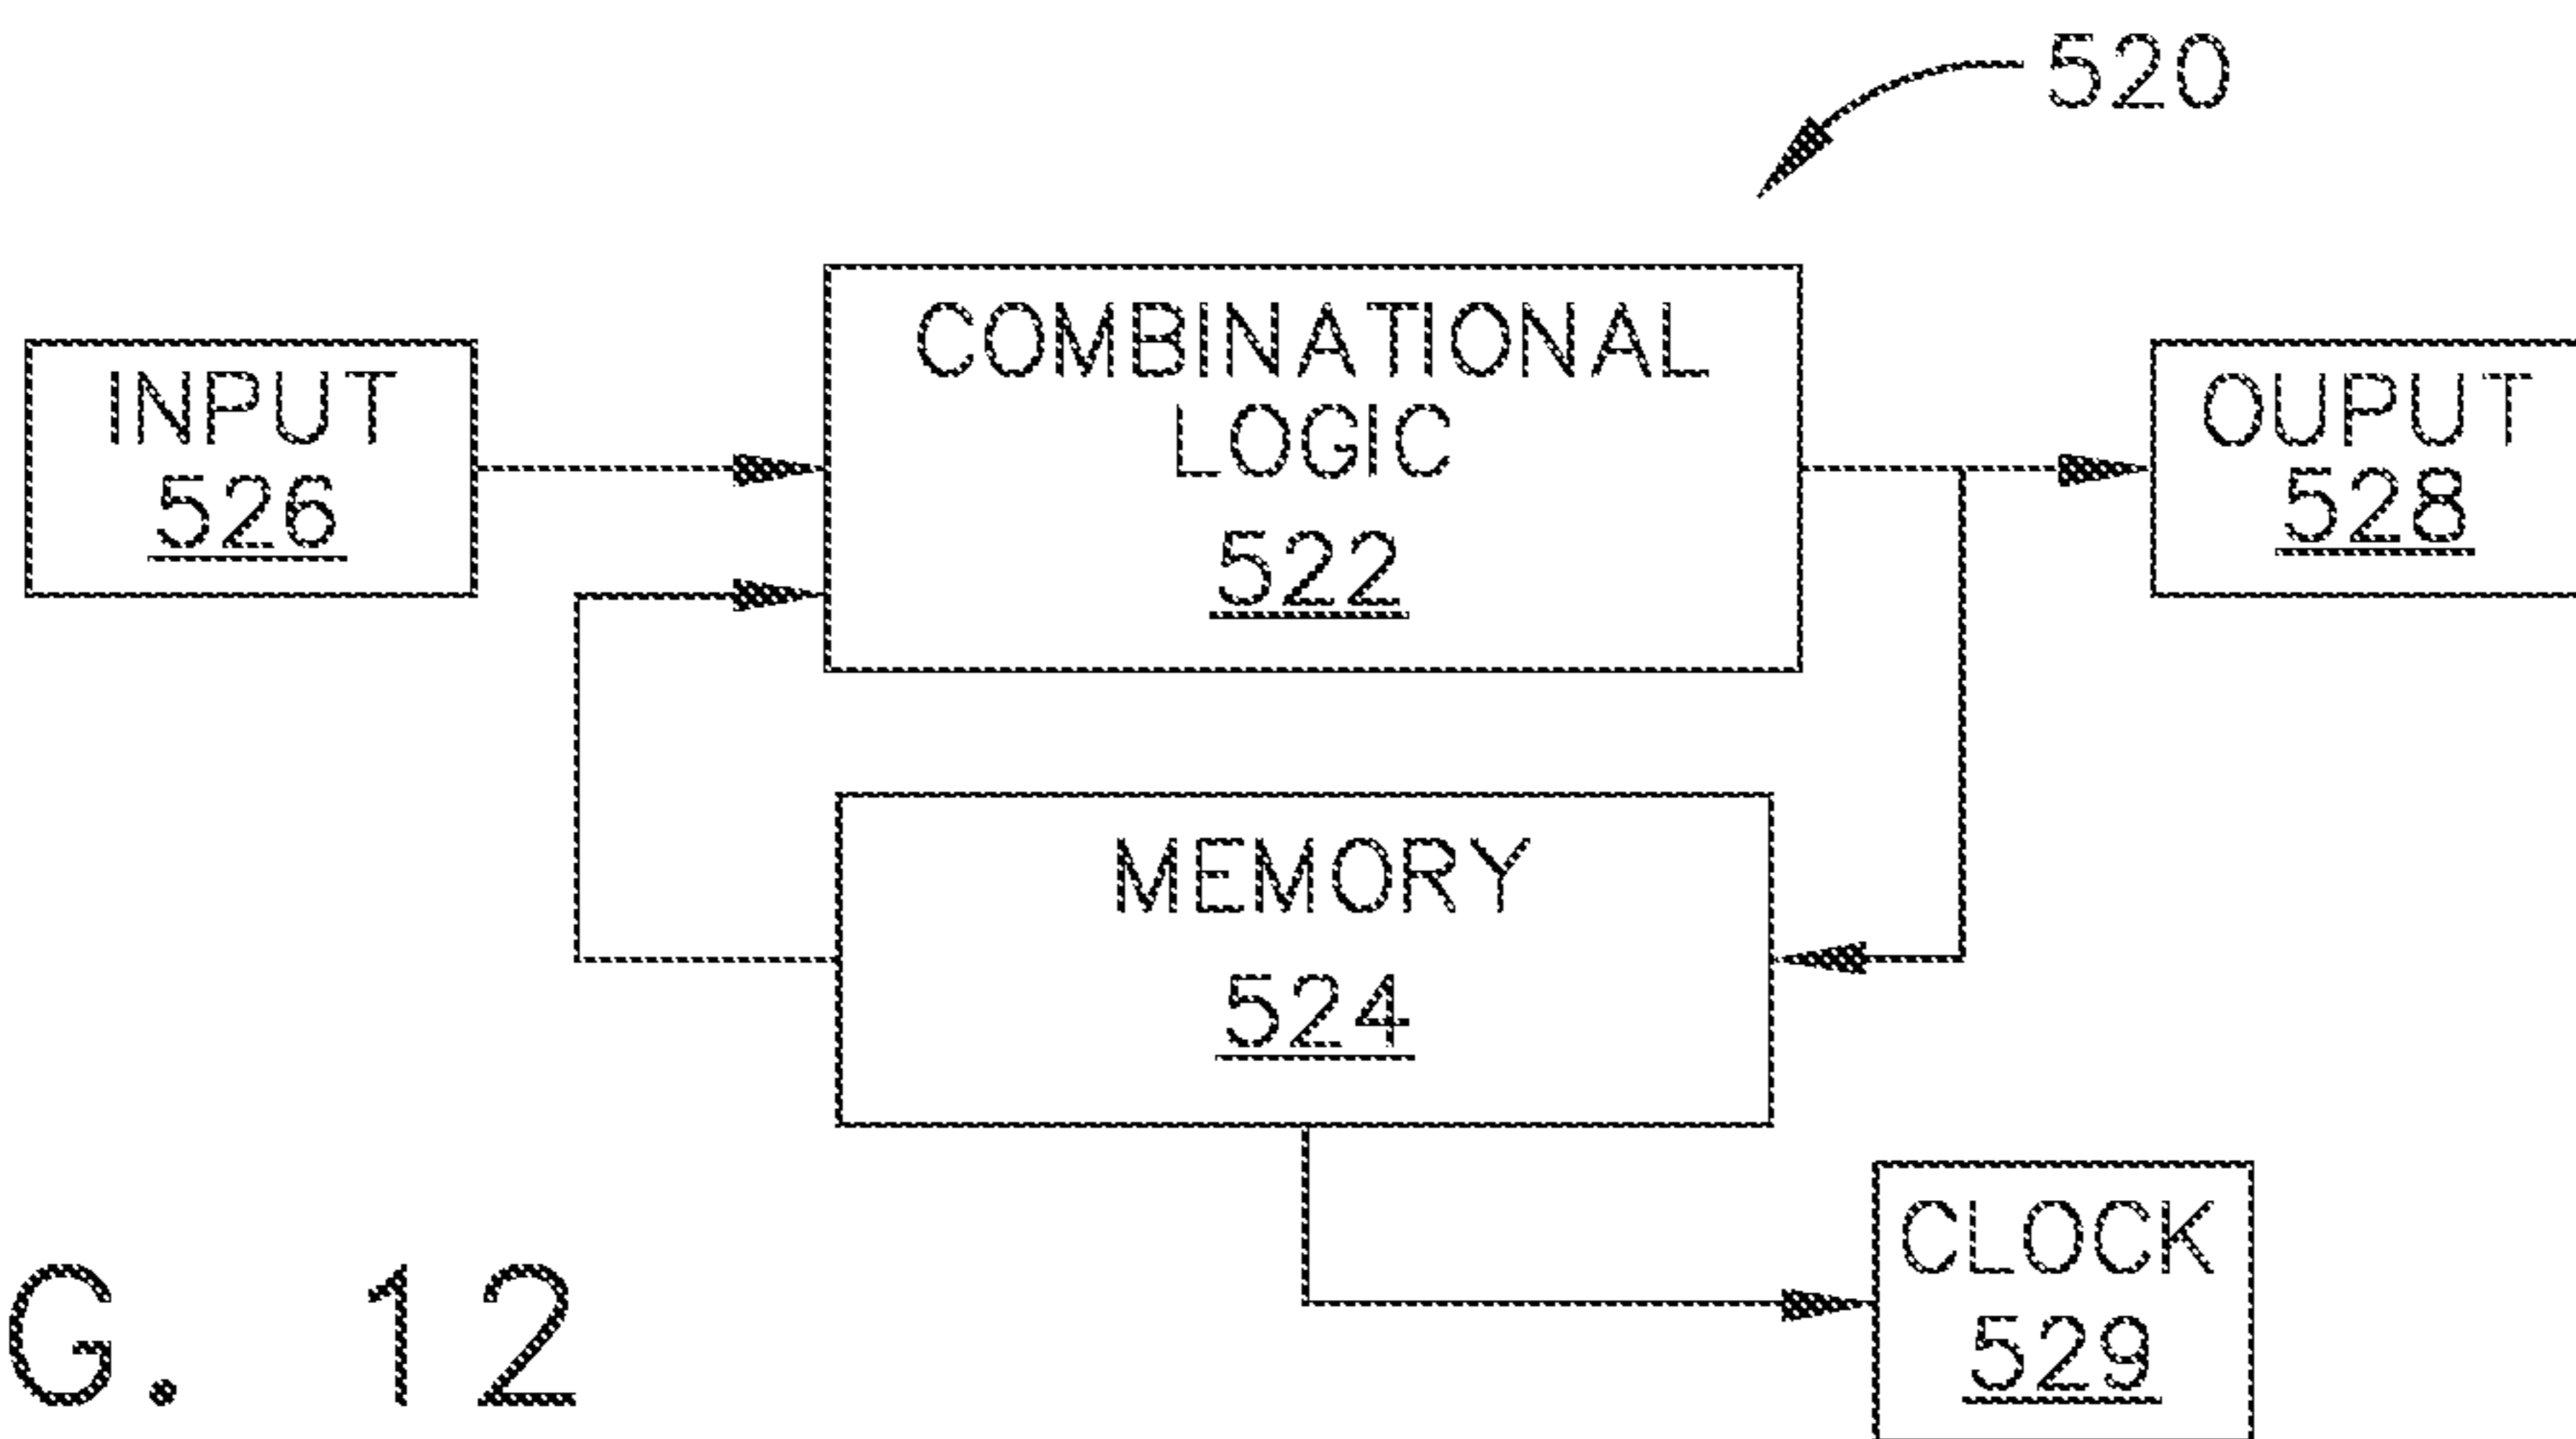 520
COMBINATIONAL
LOGIC
522
INPUT
526
OUPUT
528
MEMORY
524
CLOCK
529
G. 12